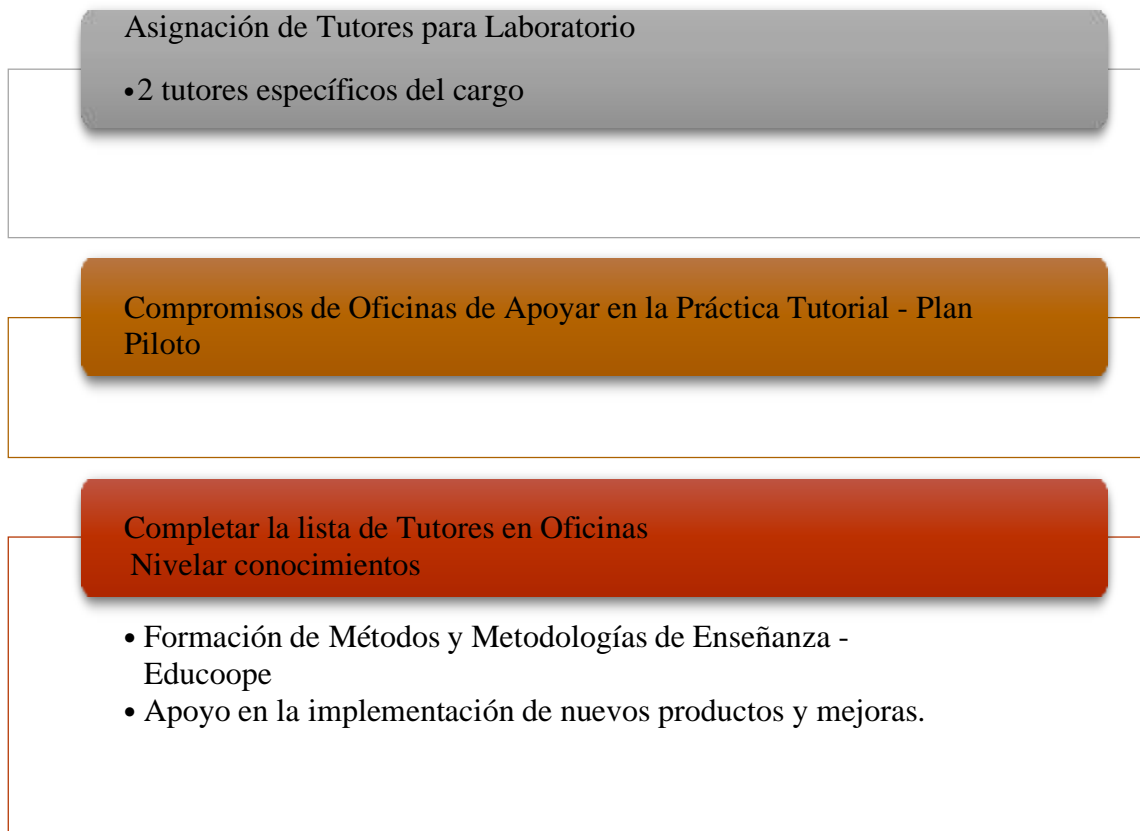 Asignación de Tutores para Laboratorio
•2 tutores específicos del cargo
Compromisos de Oficinas de Apoyar en la Práctica Tutorial - Plan
Piloto
Completar la lista de Tutores en Oficinas
Nivelar conocimientos
• Formación de Métodos y Metodologías de Enseñanza -
Educoope
• Apoyo en la implementación de nuevos productos y mejoras.